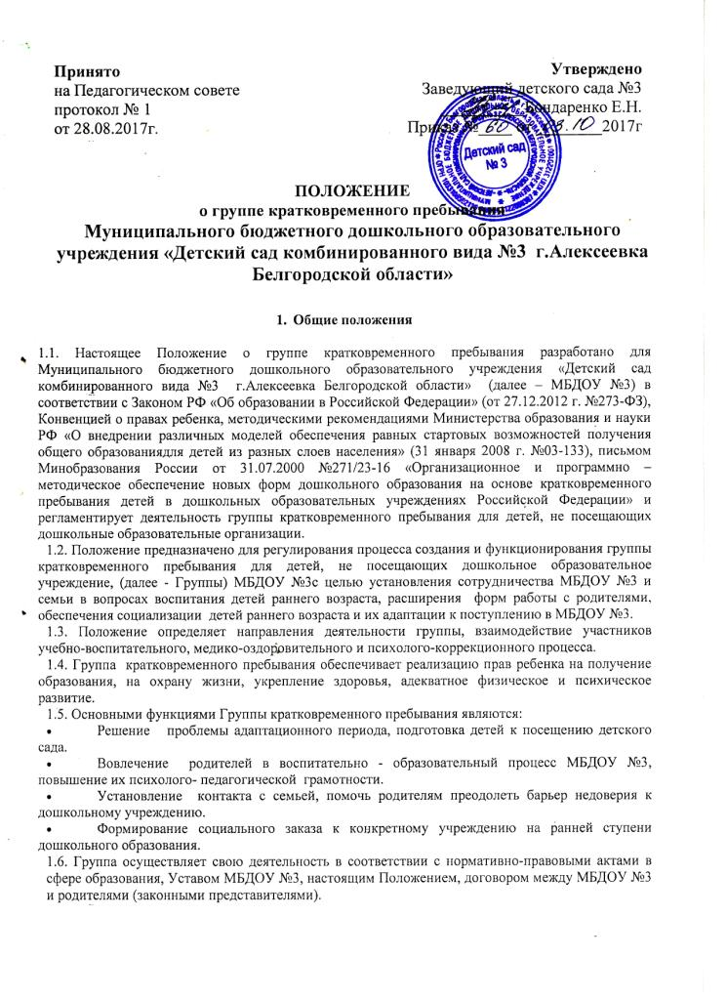 Принято
на Педагогическом совете
протокол № 1
от 28.08.2017г.
Утверждено
Заведующий детского сада №3
Бондаренко Е.Н.
Приказ № 60 от 28.10 2017г
Детский сад
№ 3
ПОЛОЖЕНИЕ
о группе кратковременного пребывания
Муниципального бюджетного дошкольного образовательного
учреждения «Детский сад комбинированного вида №3 г.Алексеевка
Белгородской области»
1. Общие положения
1.1. Настоящее Положение о группе кратковременного пребывания разработано для
Муниципального бюджетного дошкольного образовательного учреждения «Детский сад
комбинированного вида №3 г.Алексеевка Белгородской области» (далее – МБДОУ №3) в
соответствии с Законом РФ «Об образовании в Российской Федерации» (от 27.12.2012 г. №273-ФЗ),
Конвенцией о правах ребенка, методическими рекомендациями Министерства образования и науки
РФ «О внедрении различных моделей обеспечения равных стартовых возможностей получения
общего образованиядля детей из разных слоев населения» (31 января 2008 г. №03-133), письмом
Минобразования России от 31.07.2000 №271/23-16 «Организационное и программно –
методическое обеспечение новых форм дошкольного образования на основе кратковременного
пребывания детей в дошкольных образовательных учреждениях Российской Федерации» и
регламентирует деятельность группы кратковременного пребывания для детей, не посещающих
дошкольные образовательные организации.
1.2. Положение предназначено для регулирования процесса создания и функционирования группы
кратковременного пребывания для детей, не посещающих дошкольное образовательное
учреждение, (далее - Группы) МБДОУ №3с целью установления сотрудничества МБДОУ №3 и
семьи в вопросах воспитания детей раннего возраста, расширения форм работы с родителями,
обеспечения социализации детей раннего возраста и их адаптации к поступлению в МБДОУ №3.
1.3. Положение определяет направления деятельности группы, взаимодействие участников
учебно-воспитательного, медико-оздоровительного и психолого-коррекционного процесса.
1.4. Группа кратковременного пребывания обеспечивает реализацию прав ребенка на получение
образования, на охрану жизни, укрепление здоровья, адекватное физическое и психическое
развитие.
1.5. Основными функциями Группы кратковременного пребывания являются:
• Решение проблемы адаптационного периода, подготовка детей к посещению детского
сада.
• Вовлечение родителей в воспитательно - образовательный процесс МБДОУ №3,
повышение их психолого- педагогической грамотности.
• Установление контакта с семьей, помочь родителям преодолеть барьер недоверия к
дошкольному учреждению.
• Формирование социального заказа к конкретному учреждению на ранней ступени
дошкольного образования.
1.6. Группа осуществляет свою деятельность в соответствии с нормативно-правовыми актами в
сфере образования, Уставом МБДОУ №3, настоящим Положением, договором между МБДОУ №3
и родителями (законными представителями).